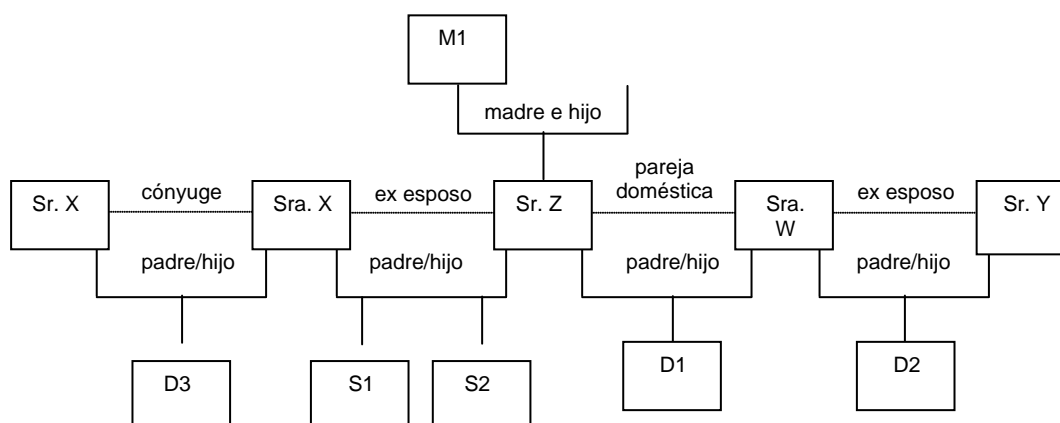 M1
madre e hijo
Sr. X
cónyuge
Sra. X
ex esposo
Sr. Z
pareja
doméstica
Sra.
W
ex esposo
Sr. Y
padre/hijo
padre/hijo
padre/hijo
padre/hijo
D3
S1
S2
D1
D2